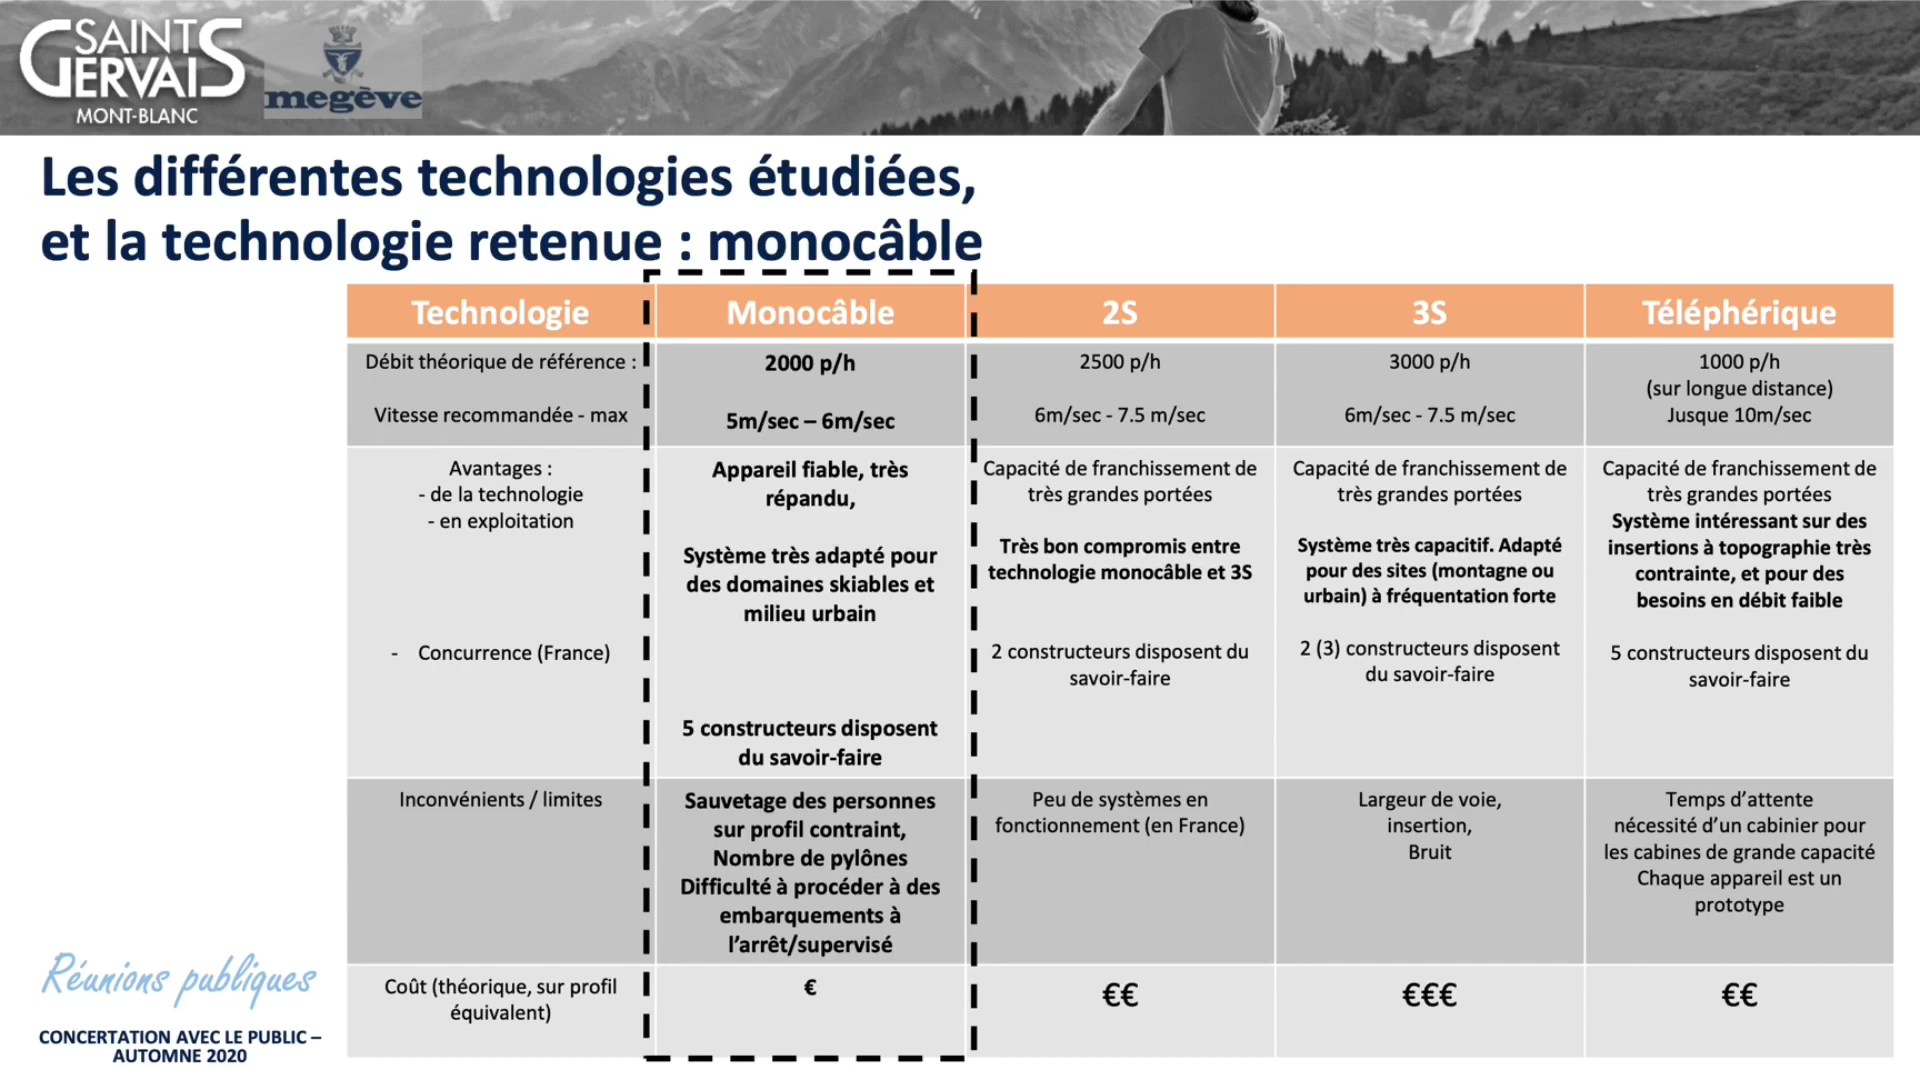 SAINT
GERVAIS
MONT-BLANC
megève
Les différentes technologies étudiées,
et la technologie retenue : monocâble
Technologie
Monocâble
2S
3S
Téléphérique
Débit théorique de référence :
Vitesse recommandée - max
2000 p/h
5m/sec – 6m/sec
2500 p/h
6m/sec - 7.5 m/sec
3000 p/h
6m/sec - 7.5 m/sec
1000 p/h
(sur longue distance)
Jusque 10m/sec
Avantages :
- de la technologie
- en exploitation
- Concurrence (France)
Appareil fiable, très
répandu,
Système très adapté pour
des domaines skiables et
milieu urbain
5 constructeurs disposent
du savoir-faire
Capacité de franchissement de
très grandes portées
Très bon compromis entre
technologie monocâble et 3S
2 constructeurs disposent du
savoir-faire
Capacité de franchissement de
très grandes portées
Système très capacitif. Adapté
pour des sites (montagne ou
urbain) à fréquentation forte
2 (3) constructeurs disposent
du savoir-faire
Capacité de franchissement de
très grandes portées
Système intéressant sur des
insertions à topographie très
contrainte, et pour des
besoins en débit faible
5 constructeurs disposent du
savoir-faire
Inconvénients / limites
Sauvetage des personnes
sur profil contraint,
Nombre de pylônes
Difficulté à procéder à des
embarquements à
l’arrêt/supervisé
Peu de systèmes en
fonctionnement (en France)
Largeur de voie,
insertion,
Bruit
Temps d’attente
nécessité d’un cabinier pour
les cabines de grande capacité
Chaque appareil est un
prototype
Coût (théorique, sur profil
équivalent)
€
€€
€€€
€€
Réunions publiques
CONCERTATION AVEC LE PUBLIC –
AUTOMNE 2020